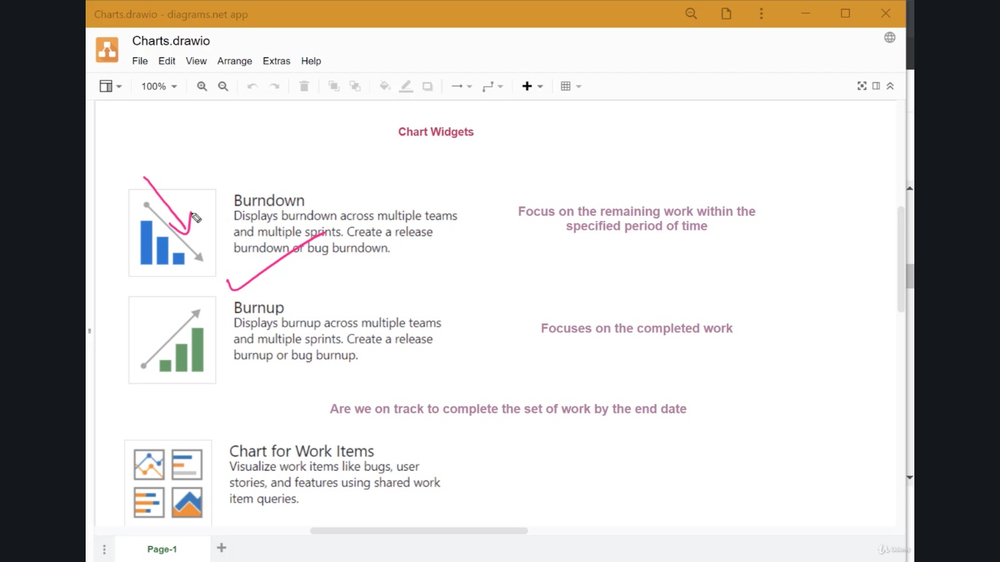 Charts.drawio - diagrams.net app
Charts.drawio
File Edit View Arrange Extras Help
100%
Chart Widgets
Burndown
Displays burndown across multiple teams
and multiple sprints. Create a release
burndown or bug burndown.
Focus on the remaining work within the
specified period of time
Burnup
Displays burnup across multiple teams
and multiple sprints. Create a release
burnup or bug burnup.
Focuses on the completed work
Are we on track to complete the set of work by the end date
Chart for Work Items
Visualize work items like bugs, user
stories, and features using shared work
item queries.
Page-1
Udemy